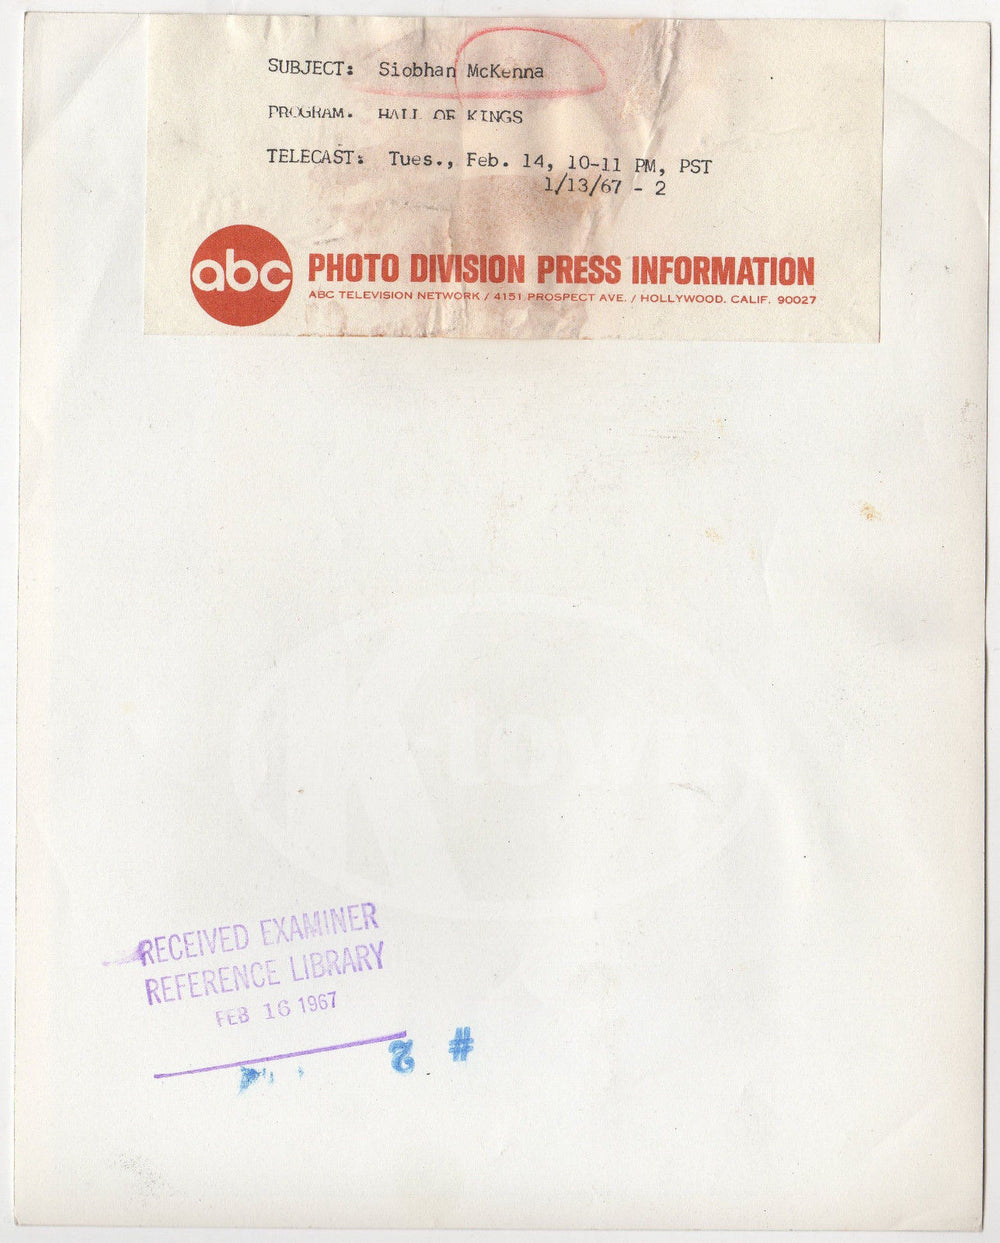 SUBJECT: Siobhan McKenna
PROGRAM. HALL OF KINGS
TELECAST: Tues., Feb. 14, 10-11 PM, PST
1/13/67 - 2
abc PHOTO DIVISION PRESS INFORMATION
ABC TELEVISION NETWORK / 4151 PROSPECT AVE. / HOLLYWOOD. CALIF. 90027
RECEIVED EXAMINER
REFERENCE LIBRARY
FEB 16 1967
2 #